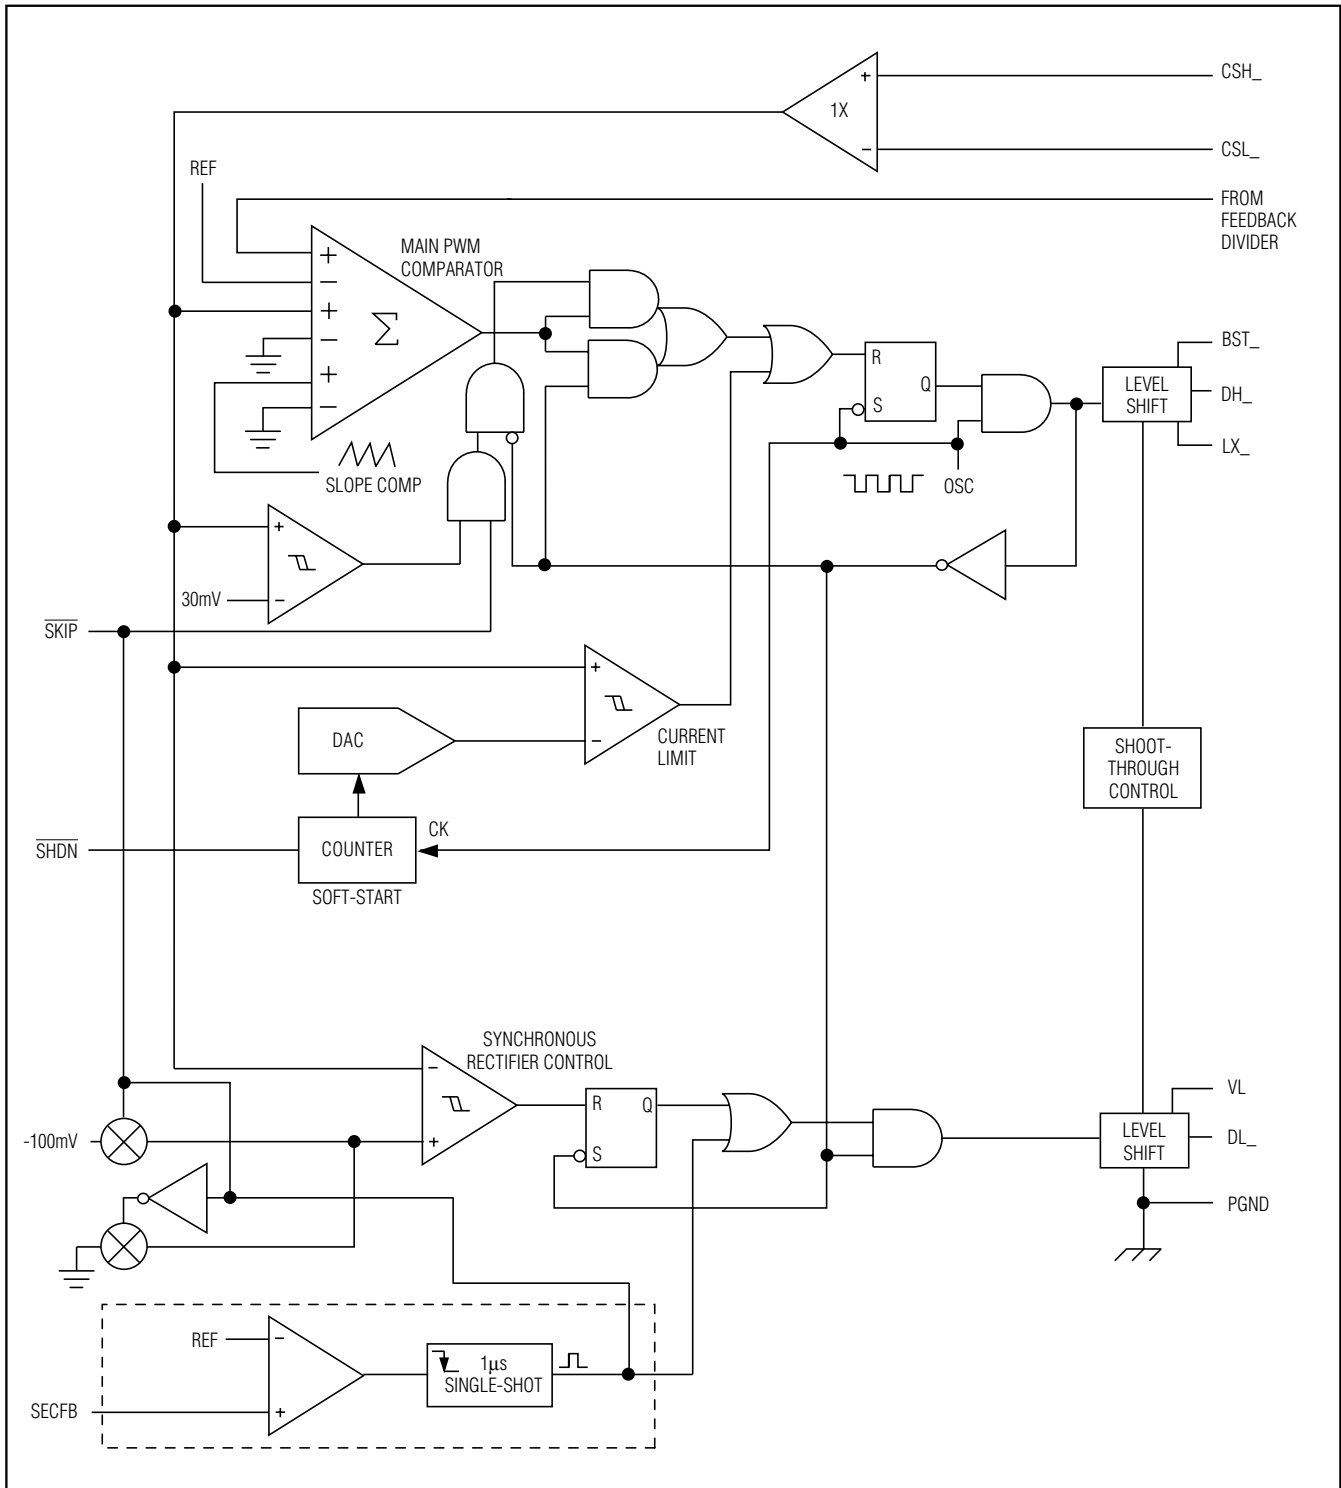 CSH_
1X
CSL_
REF
FROM
FEEDBACK
DIVIDER
MAIN PWM
COMPARATOR
+
−
+
−
+
−
Σ
BST_
R
Q
S
LEVEL
SHIFT
DH_
LX_
SLOPE COMP
OSC
+
30mV
−
SKIP
+
−
DAC
CURRENT
LIMIT
SHOOT-
THROUGH
CONTROL
SHDN
COUNTER
CK
SOFT-START
SYNCHRONOUS
RECTIFIER CONTROL
−
+
R
Q
S
VL
-100mV
LEVEL
SHIFT
DL_
PGND
REF
−
1µs
SINGLE-SHOT
SECFB
+